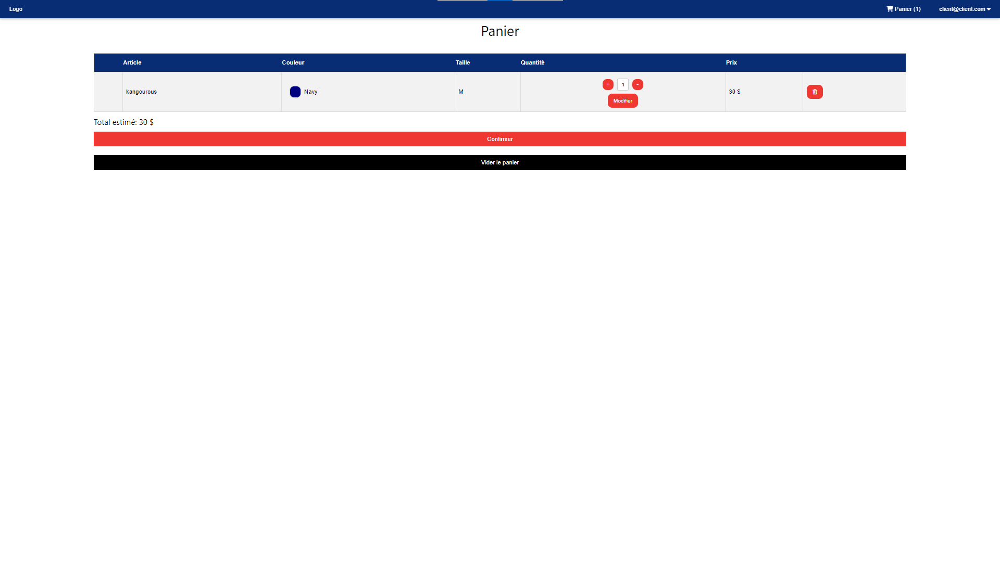 Logo
Panier (1)
client@client.com
Panier
Article Couleur Taille Quantité Prix
kangourous Navy M + 1 - 30 $
Modifier
Total estimé: 30 $
Confirmer
Vider le panier